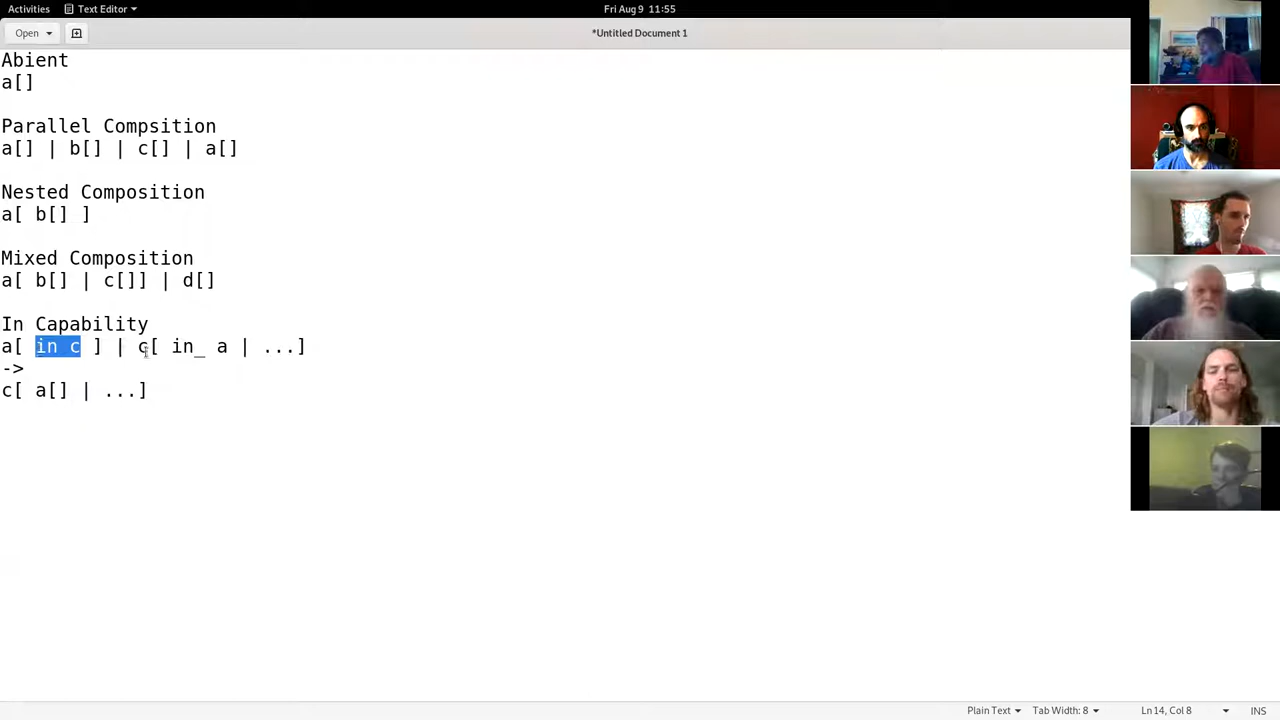 Activities Text Editor Fri Aug 9 11:55
Open *Untitled Document 1
Abient
a[]
Parallel Compsition
a[] | b[] | c[] | a[]
Nested Composition
a[ b[] ]
Mixed Composition
a[ b[] | c[]] | d[]
In Capability
a[ in c ] | c[ in_ a | ...]
->
c[ a[] | ...]
Plain Text Tab Width: 8 Ln 14, Col 8 INS